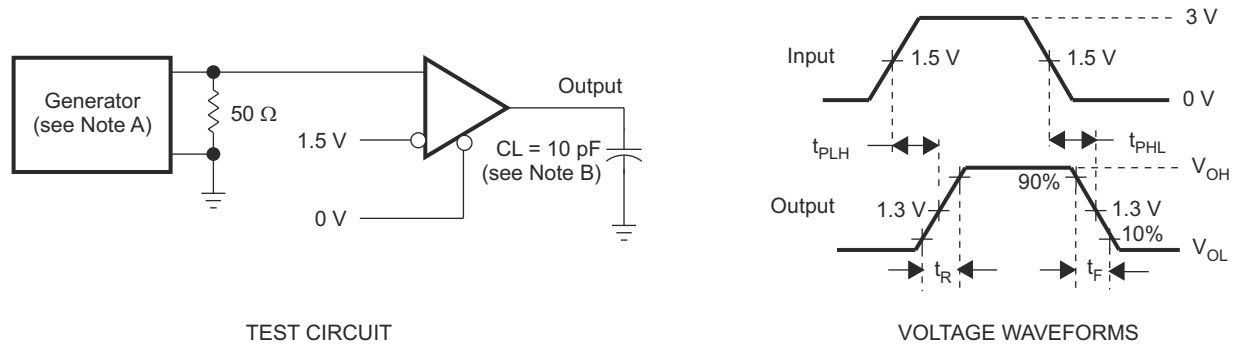 Generator
(see Note A)
50 Ω
1.5 V
0 V
Output
CL = 10 pF
(see Note B)
TEST CIRCUIT
3 V
Input
1.5 V
1.5 V
0 V
tPLH
tPHL
VOH
90%
Output
1.3 V
1.3 V
10%
VOL
tR
tF
VOLTAGE WAVEFORMS